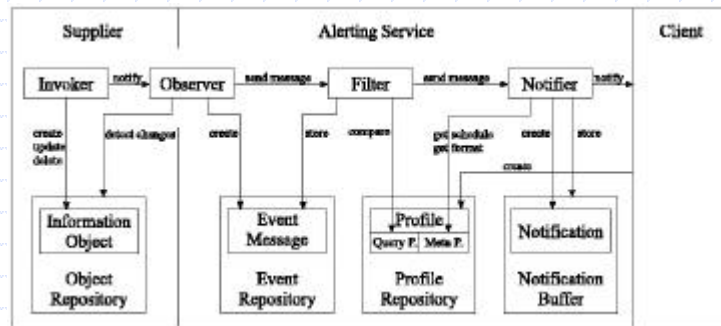 Supplier
Alerting Service
Client
Invoker
notify
Observer
send message
Filter
send message
Notifier
notify
create
update
delete
detect changes
create
store
compare
get schedule
get format
create
store
create
Information
Object
Event
Message
Profile
Query P.
Meta P.
Notification
Object
Repository
Event
Repository
Profile
Repository
Notification
Buffer